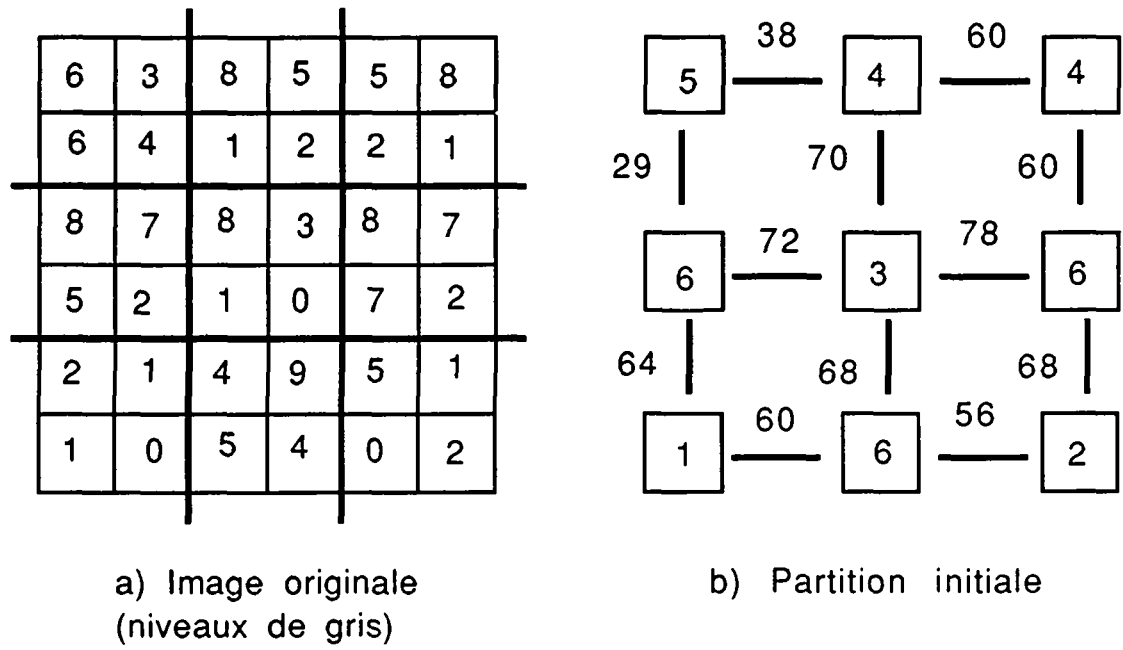 6 3 8 5 5 8
6 4 1 2 2 1
8 7 8 3 8 7
5 2 1 0 7 2
2 1 4 9 5 1
1 0 5 4 0 2
a) Image originale
(niveaux de gris)
38 60
5 4 4
29 70 60
72 78
6 3 6
64 68 68
60 56
1 6 2
b) Partition initiale